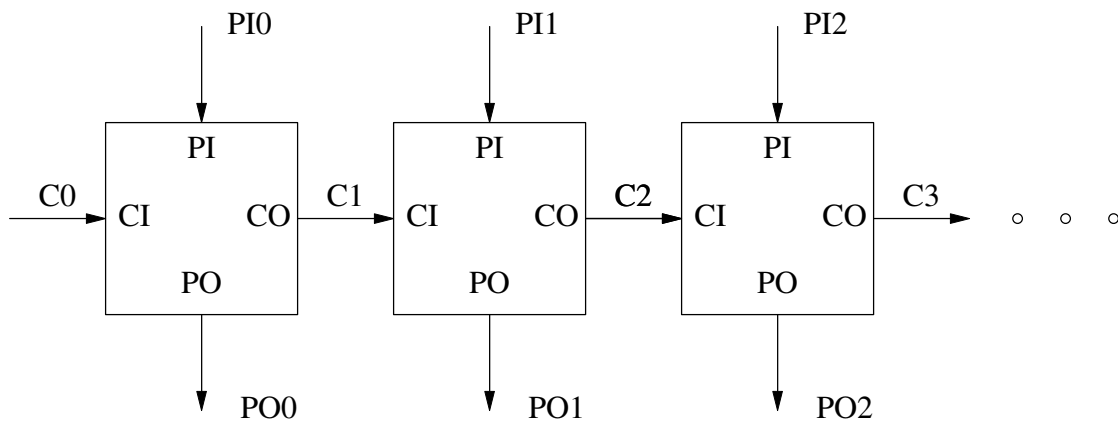 PI0 PI1 PI2
PI PI PI
C0 C1 C2 C3
CI CO CI CO CI CO
PO PO PO
PO0 PO1 PO2